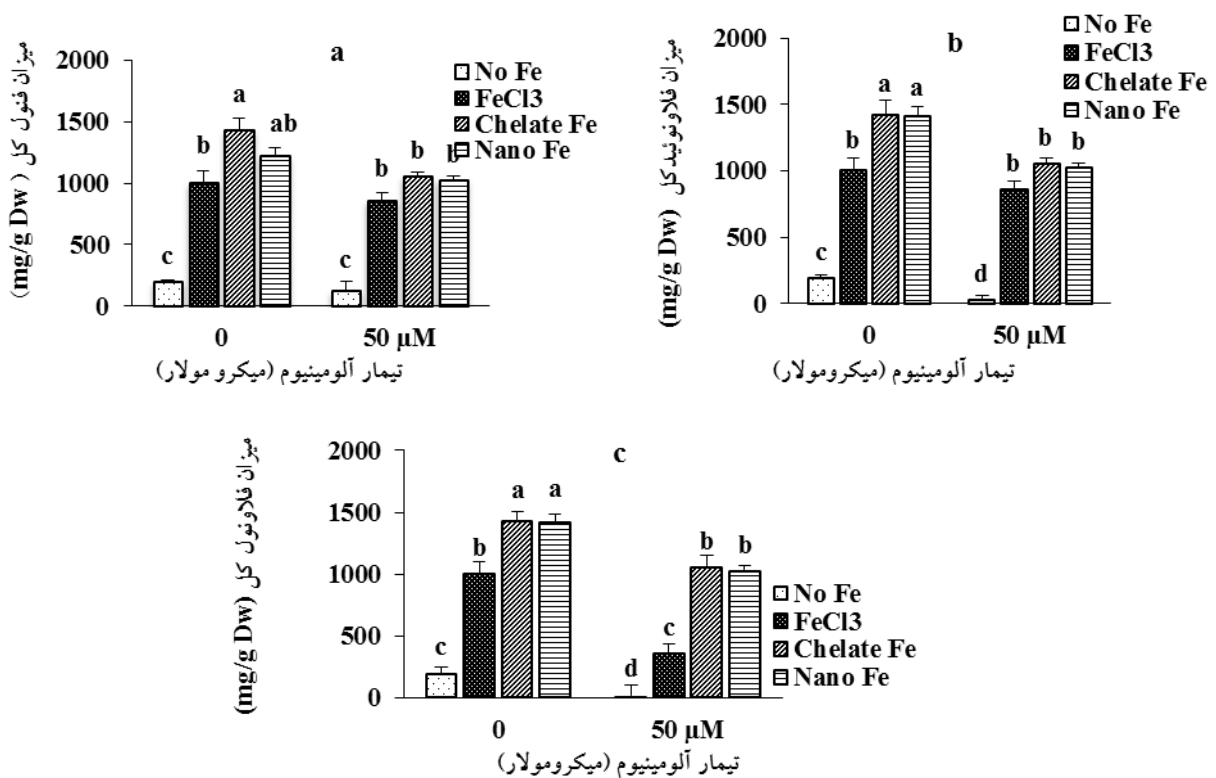 a
میزان فنول کل (mg/g Dw)
2000
1500
1000
500
0
No Fe
FeCl3
Chelate Fe
Nano Fe
c
b
a
ab
c
b
b
b
0
50 μM
تیمار آلومینیوم (میکرو مولار)
b
میزان فلاونوئید کل (mg/g Dw)
2000
1500
1000
500
0
No Fe
FeCl3
Chelate Fe
Nano Fe
c
b
a
a
d
b
b
b
0
50 μM
تیمار آلومینیوم (میکرومولار)
c
میزان فلاونول کل (mg/g Dw)
2000
1500
1000
500
0
No Fe
FeCl3
Chelate Fe
Nano Fe
c
b
a
a
d
c
b
b
0
50 μM
تیمار آلومینیوم (میکرومولار)